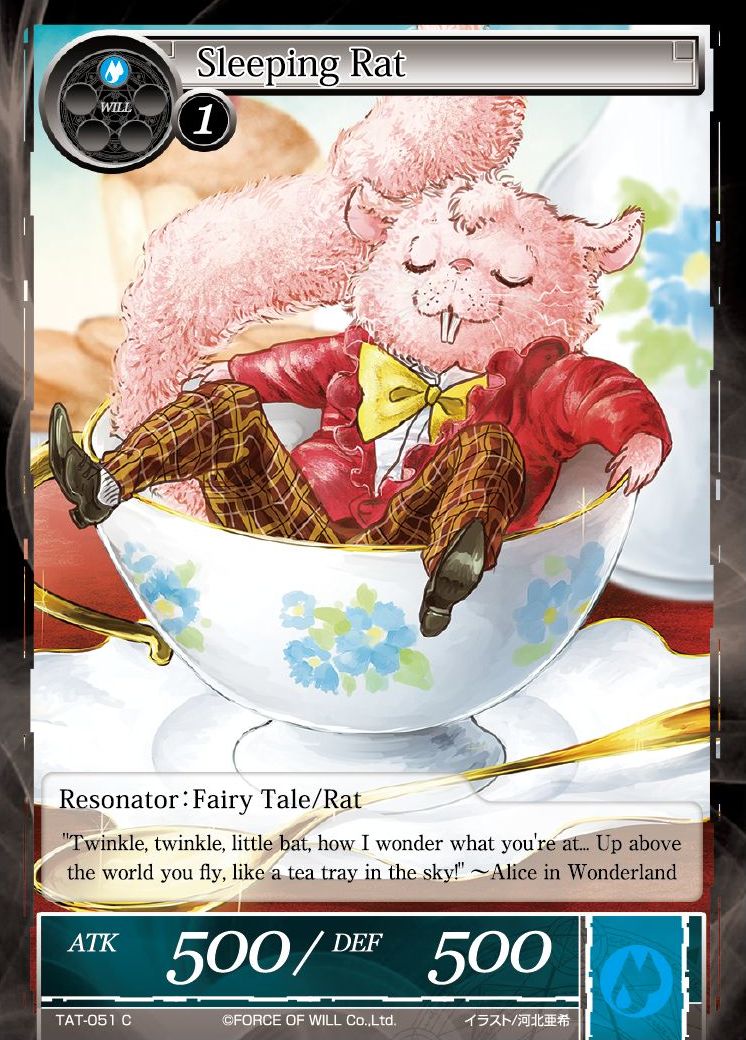 Sleeping Rat
WILL
1
Resonator:Fairy Tale/Rat
"Twinkle, twinkle, little bat, how I wonder what you're at... Up above
the world you fly, like a tea tray in the sky!" ~Alice in Wonderland
ATK 500/ DEF 500
TAT-051 C ©FORCE OF WILL Co.,Ltd. イラスト/河北亜希